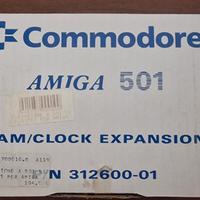 Commodore
AMIGA 501
AM/CLOCK EXPANSION
N 312600-01